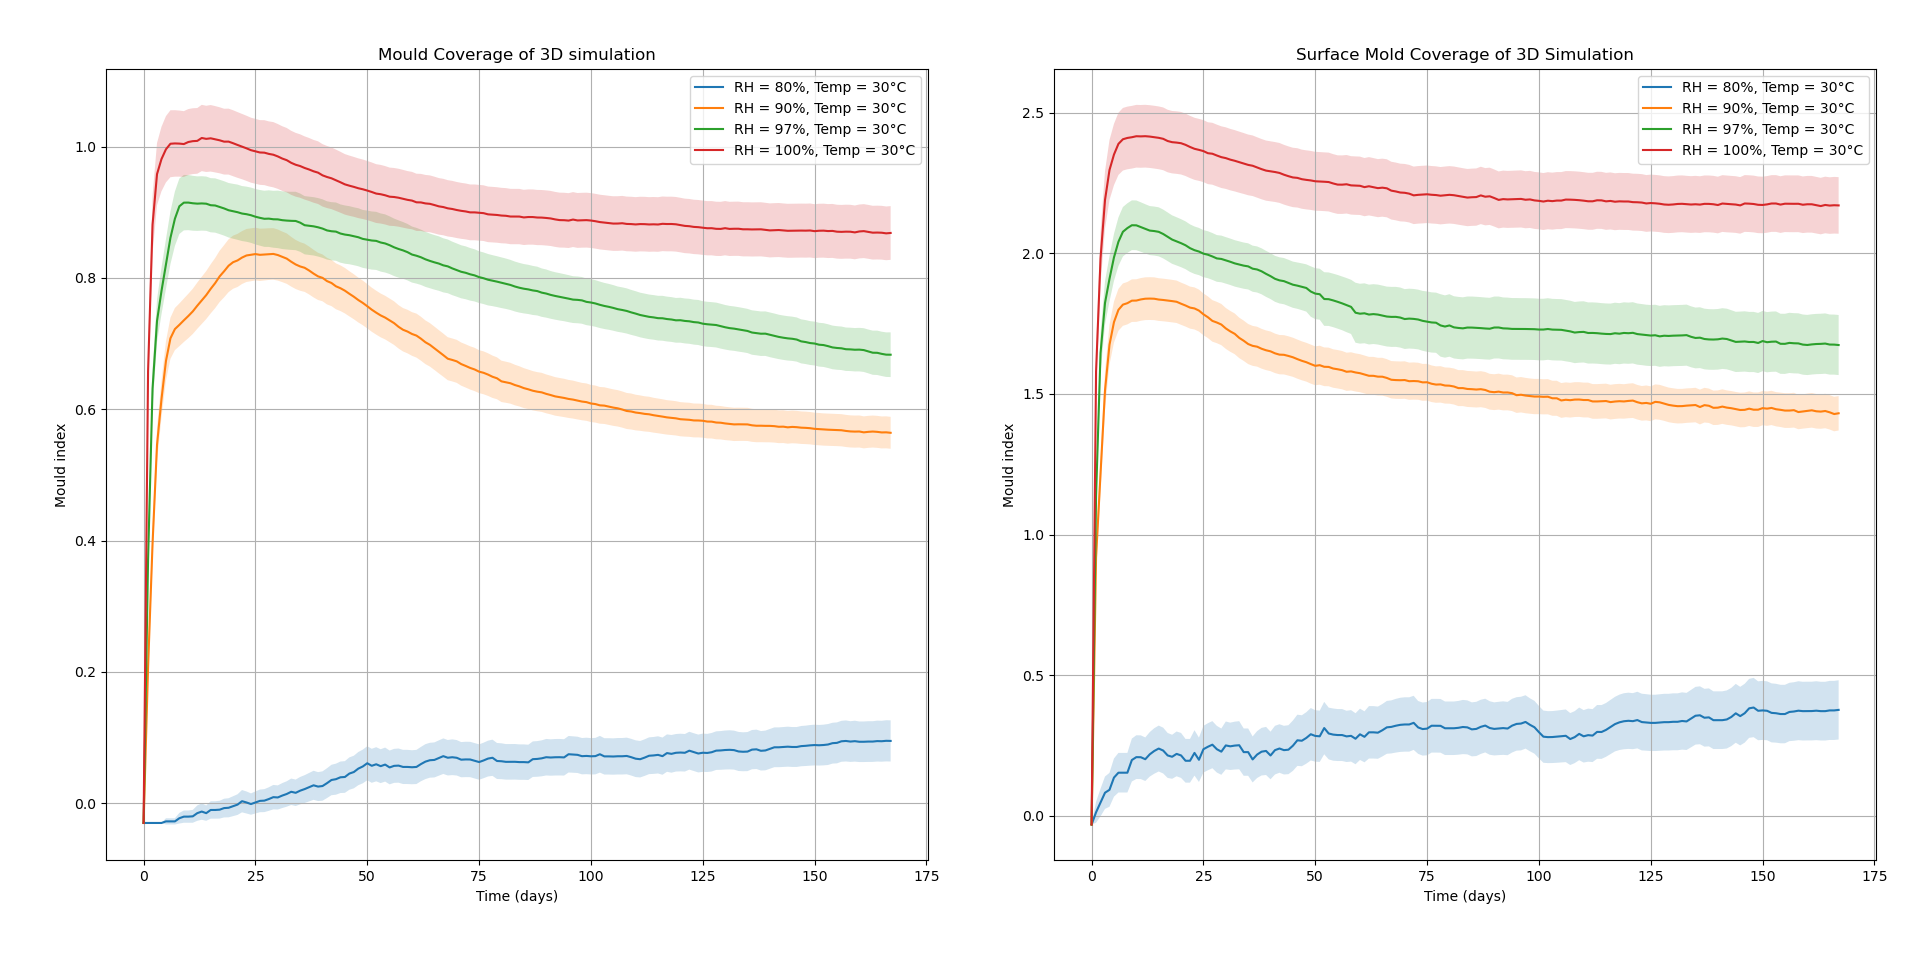 Mould Coverage of 3D simulation
RH = 80%, Temp = 30°C
RH = 90%, Temp = 30°C
RH = 97%, Temp = 30°C
RH = 100%, Temp = 30°C
Mould index
1.0
0.8
0.6
0.4
0.2
0.0
0 25 50 75 100 125 150 175
Time (days)
Surface Mold Coverage of 3D Simulation
RH = 80%, Temp = 30°C
RH = 90%, Temp = 30°C
RH = 97%, Temp = 30°C
RH = 100%, Temp = 30°C
Mould index
2.5
2.0
1.5
1.0
0.5
0.0
0 25 50 75 100 125 150 175
Time (days)